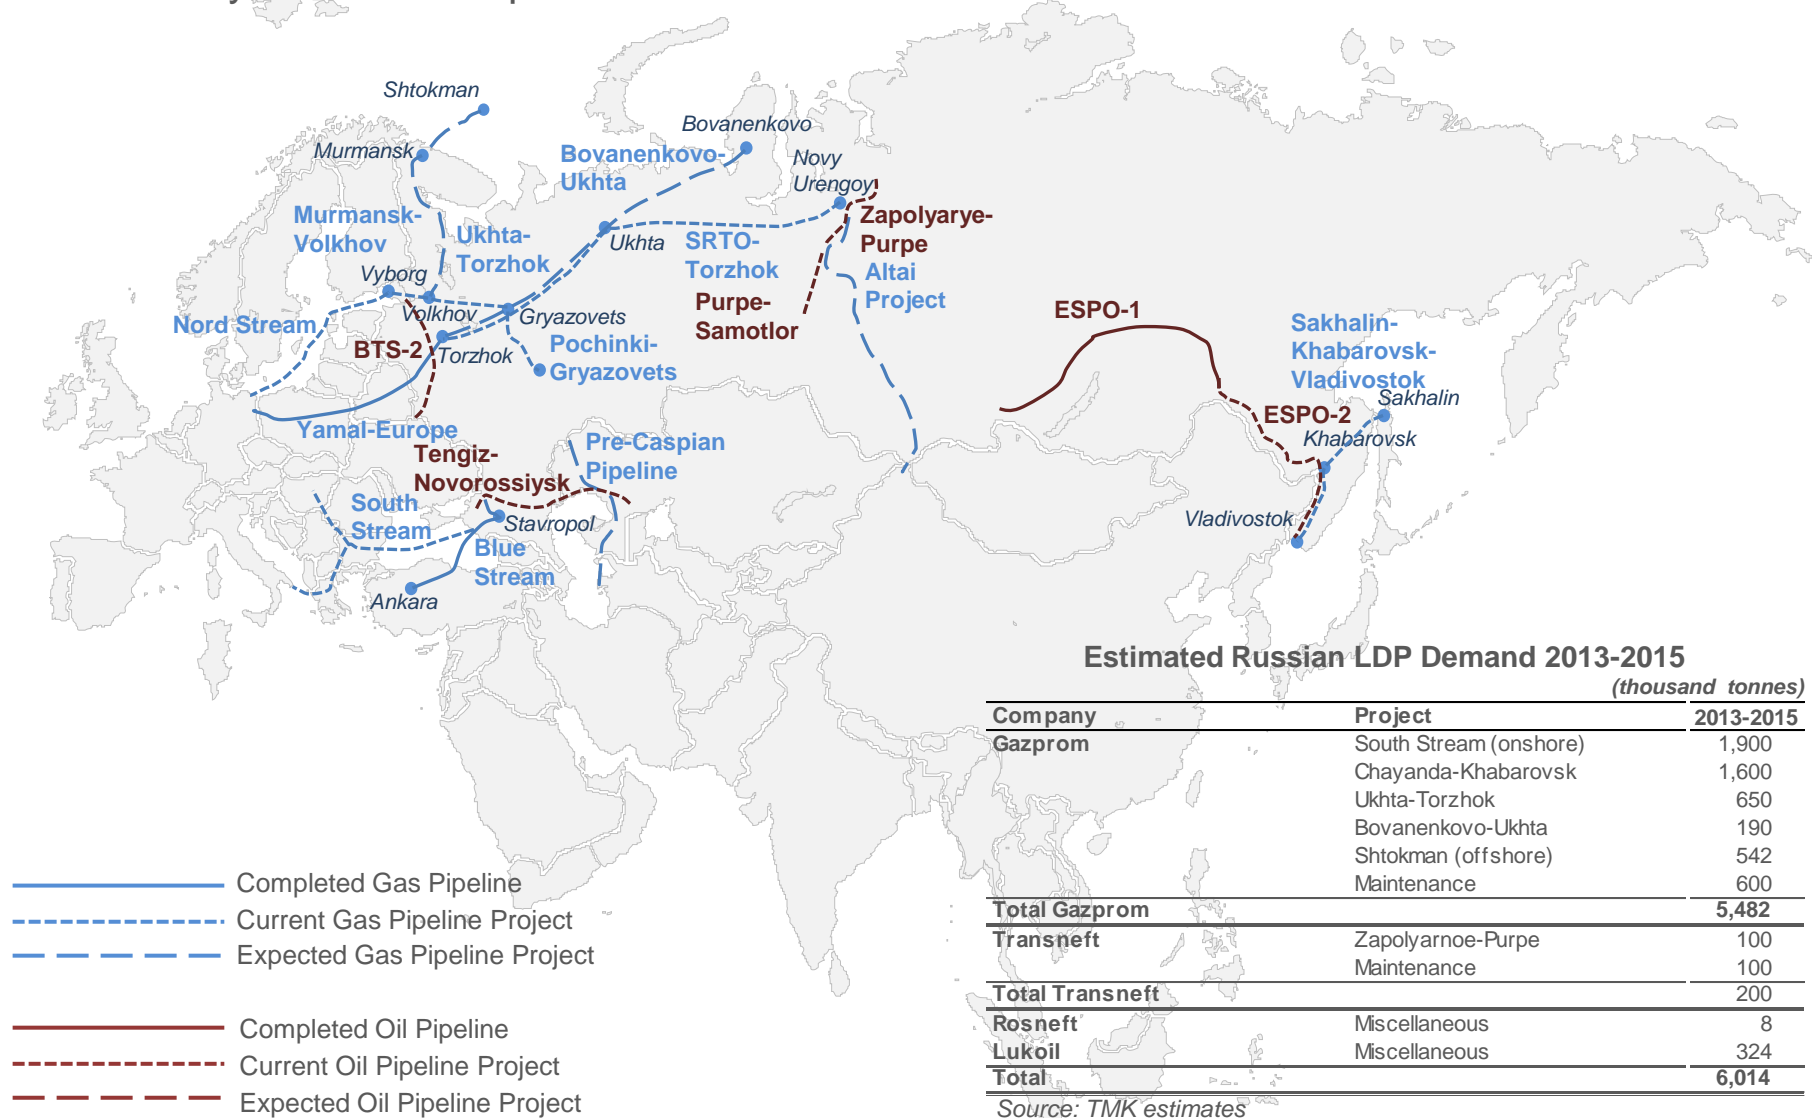 Shtokman
Bovanenkovo
Murmansk
Bovanenkovo-
Ukhta
Novy
Urengoy
Murmansk-
Volkhov
Ukhta-
Torzhok
Ukhta
SRTO-
Torzhok
Zapolyarye-
Purpe
Altai
Project
Vyborg
Volkhov
Gryazovets
Purpe-
Samotlor
ESPO-1
Nord Stream
BTS-2
Torzhok
Pochinki-
Gryazovets
Sakhalin-
Khabarovsk-
Vladivostok
Sakhalin
ESPO-2
Khabarovsk
Yamal-Europe
Tengiz-
Novorossiysk
Pre-Caspian
Pipeline
South
Stream
Stavropol
Vladivostok
Blue
Stream
Ankara
Estimated Russian LDP Demand 2013-2015
(thousand tonnes)
Company Project 2013-2015
Gazprom South Stream (onshore) 1,900
Chayanda-Khabarovsk 1,600
Ukhta-Torzhok 650
Bovanenkovo-Ukhta 190
Shtokman (offshore) 542
Maintenance 600
Total Gazprom 5,482
Transneft Zapolyarnoe-Purpe 100
Maintenance 100
Total Transneft 200
Rosneft Miscellaneous 8
Lukoil Miscellaneous 324
Total 6,014
Source: TMK estimates
Completed Gas Pipeline
Current Gas Pipeline Project
Expected Gas Pipeline Project
Completed Oil Pipeline
Current Oil Pipeline Project
Expected Oil Pipeline Project